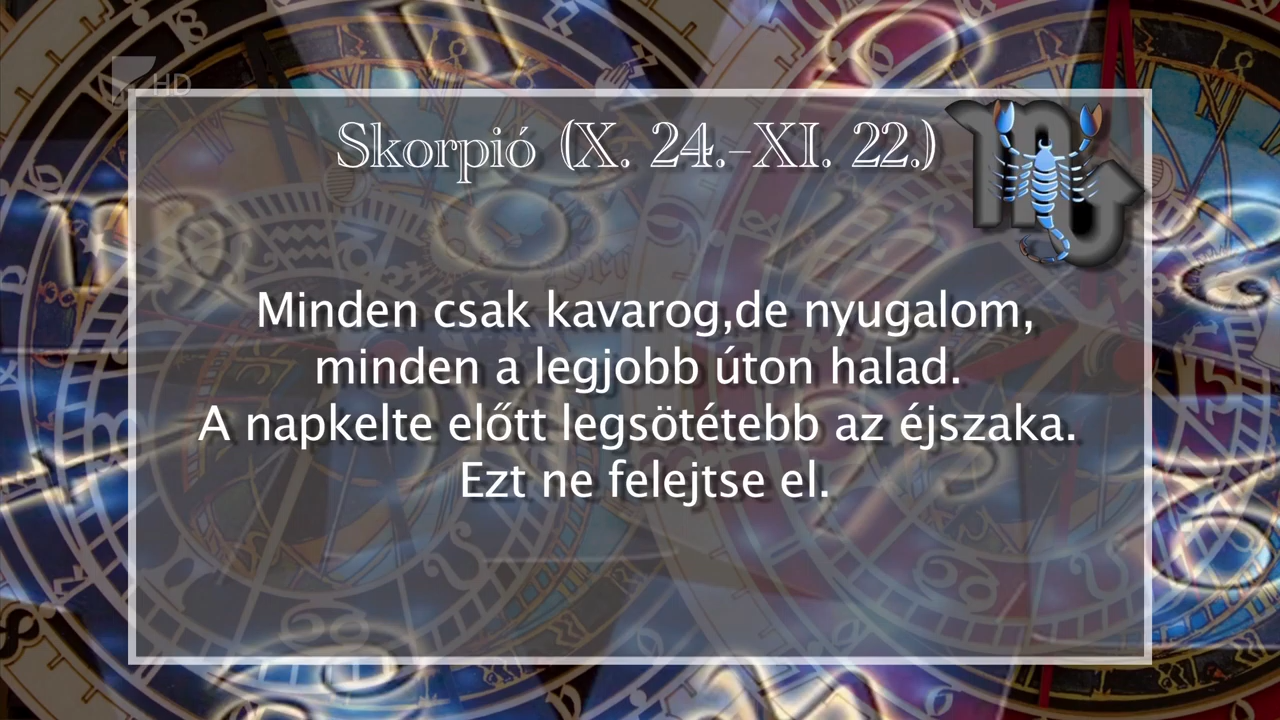 HD
Skorpió (X. 24.-XI. 22.)
Minden csak kavarog,de nyugalom,
minden a legjobb úton halad.
A napkelte előtt legsötétebb az éjszaka.
Ezt ne felejtse el.